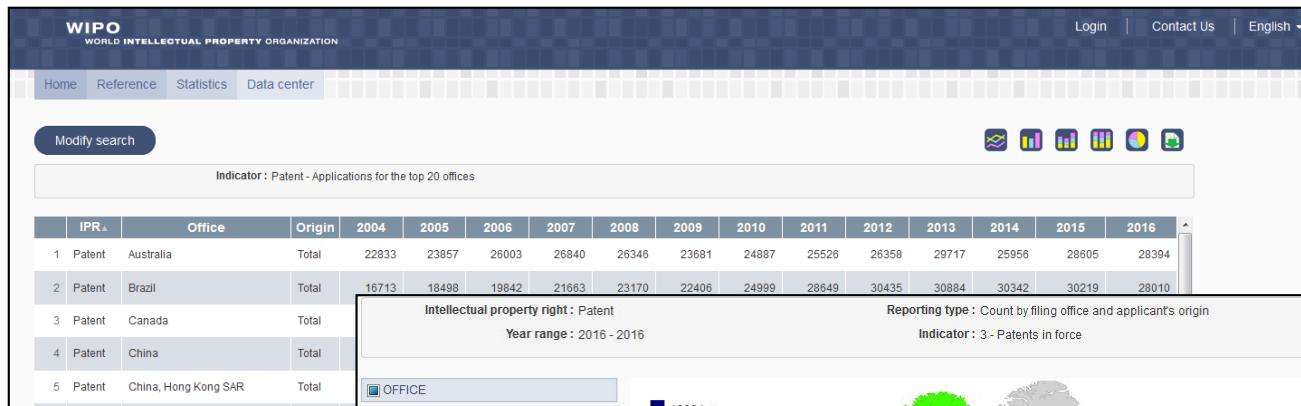 WIPO
WORLD INTELLECTUAL PROPERTY ORGANIZATION
Login Contact Us English
Home Reference Statistics Data center
Modify search
Indicator : Patent - Applications for the top 20 offices
IPR Office Origin 2004 2005 2006 2007 2008 2009 2010 2011 2012 2013 2014 2015 2016
1 Patent Australia Total 22833 23857 26003 26840 26346 23681 24887 25526 26358 29717 25956 28605 28394
2 Patent Brazil Total 16713 18498 19842 21663 23170 22406 24999 28649 30435 30884 30342 30219 28010
3 Patent Canada Total
4 Patent China Total
5 Patent China, Hong Kong SAR Total
Intellectual property right : Patent Reporting type : Count by filing office and applicant's origin
Year range : 2016 - 2016 Indicator : 3 - Patents in force
OFFICE